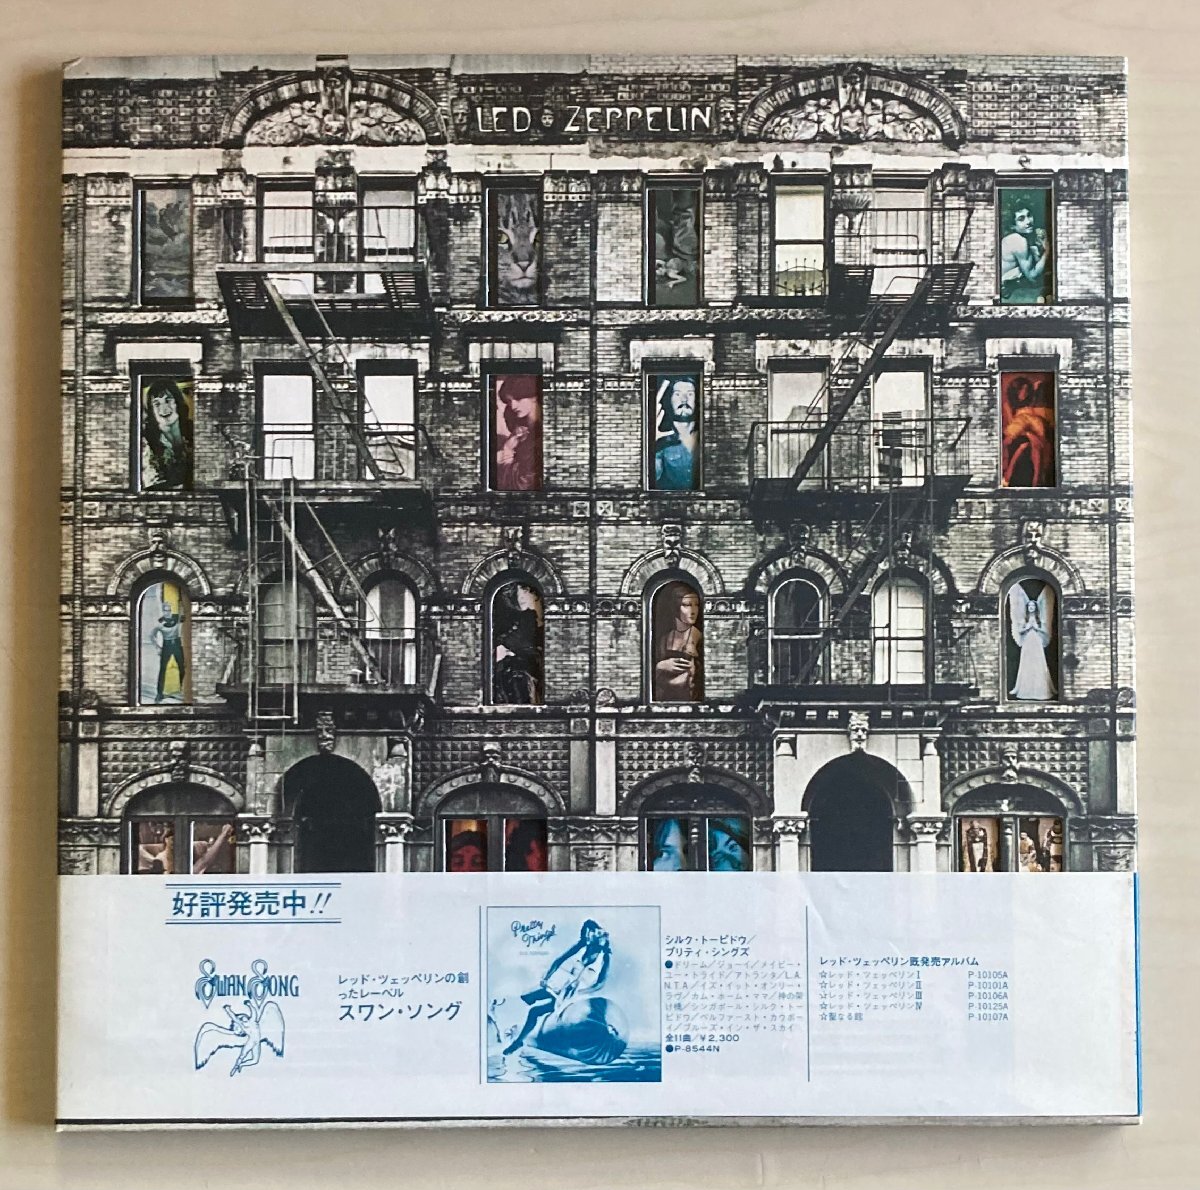 LED ZEPPELIN
好評発売中!!
SWAN SONG
レッド・ツェッペリンの創
ったレーベル
スワン・ソング
Pretty
Things
シルク・トーピドウ／
プリティ・シングズ
●ドリーム／ジョーイ／メイビー・
ユー・トライド／アトランタ／L.A.
N.T.A／イズ・イット・オンリー・
ラヴ／カム・ホーム・ママ／神の架
け橋／シンガポール・シルク・トー
ピドウ／ベルファースト・カウボー
イ／ブルーズ・イン・ザ・スカイ
全11曲／￥2,300
●P-8544N
レッド・ツェッペリン既発売アルバム
☆レッド・ツェッペリンⅠ P-10105A
☆レッド・ツェッペリンⅡ P-10101A
☆レッド・ツェッペリンⅢ P-10106A
☆レッド・ツェッペリンⅣ P-10125A
☆聖なる館 P-10107A